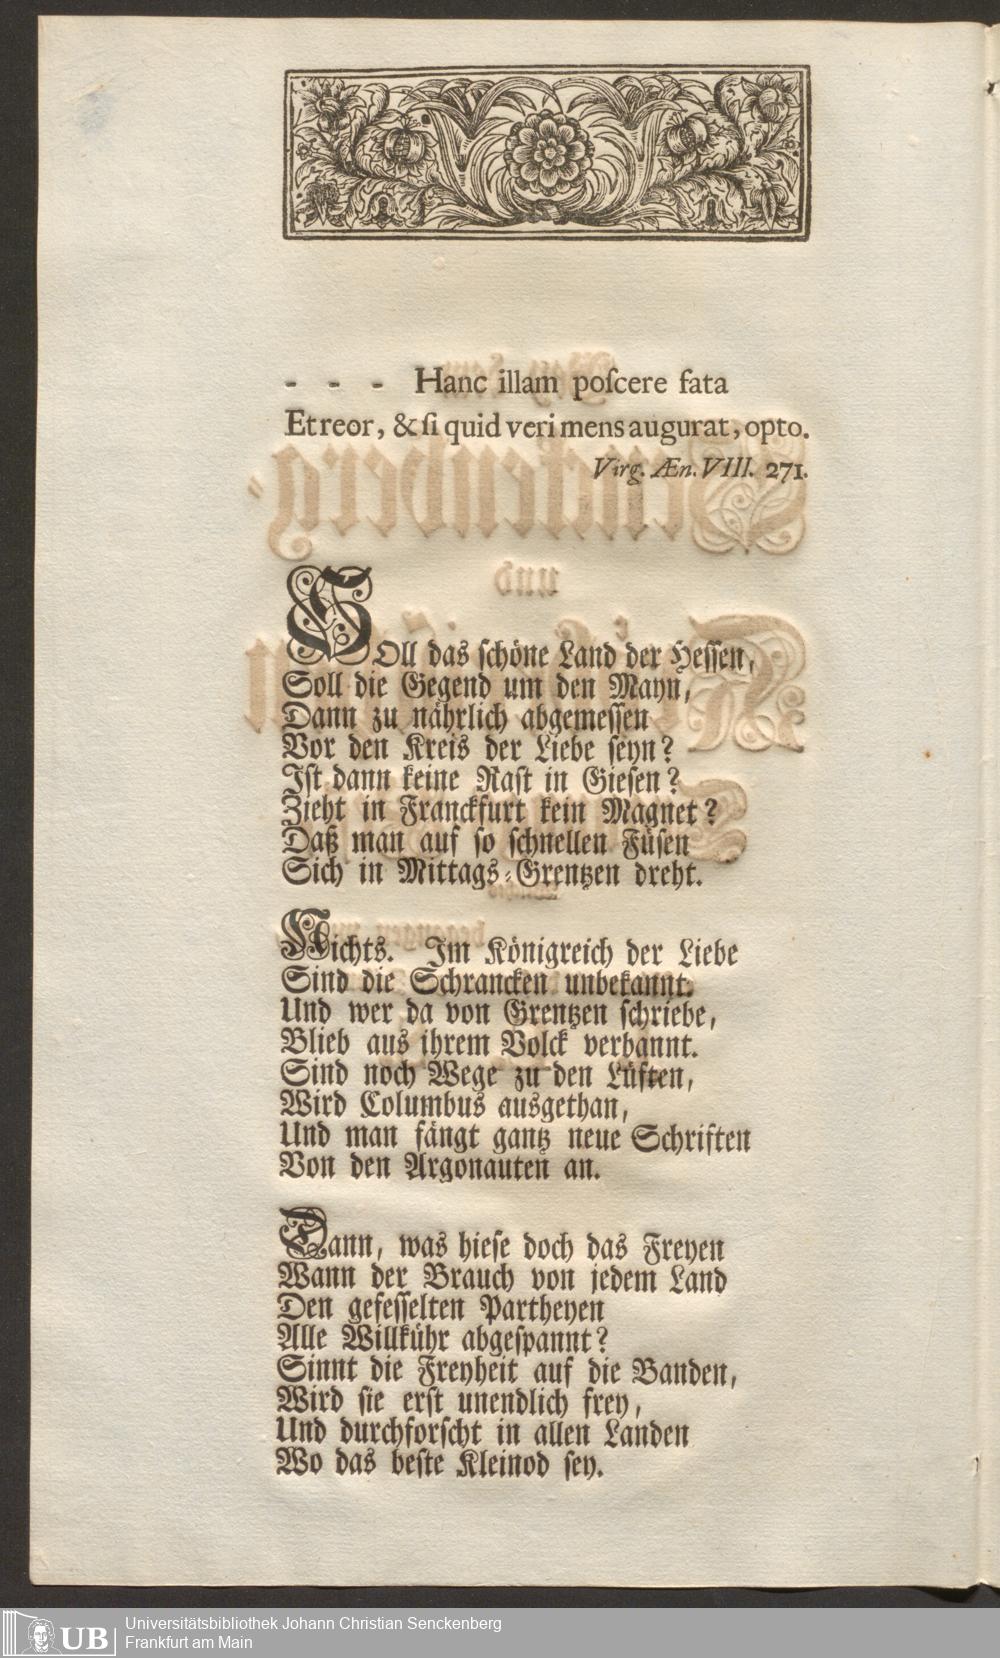 - - - Hanc illam poſcere fata
Et reor, & ſi quid veri mens augurat, opto.
Virg. Æn. VIII. 271.
SOll das ſchöne Land der Heſſen,
Soll die Gegend um den Mayn,
Dann zu nährlich abgemeſſen
Vor den Kreis der Liebe ſeyn?
Iſt dann keine Raſt in Gieſen?
Zieht in Franckfurt kein Magnet?
Daß man auf ſo ſchnellen Füſen
Sich in Mittags-Grentzen dreht.
Nichts. Im Königreich der Liebe
Sind die Schrancken unbekannt.
Und wer da von Grentzen ſchriebe,
Blieb aus ihrem Volck verbannt.
Sind noch Wege zu den Lüften,
Wird Columbus ausgethan,
Und man fängt gantz neue Schriften
Von den Argonauten an.
Dann, was hieſe doch das Freyen
Wann der Brauch von jedem Land
Den gefeſſelten Partheyen
Alle Willkühr abgeſpannt?
Sinnt die Freyheit auf die Banden,
Wird ſie erſt unendlich frey,
Und durchforſcht in allen Landen
Wo das beſte Kleinod ſey.
UB
Universitätsbibliothek Johann Christian Senckenberg
Frankfurt am Main